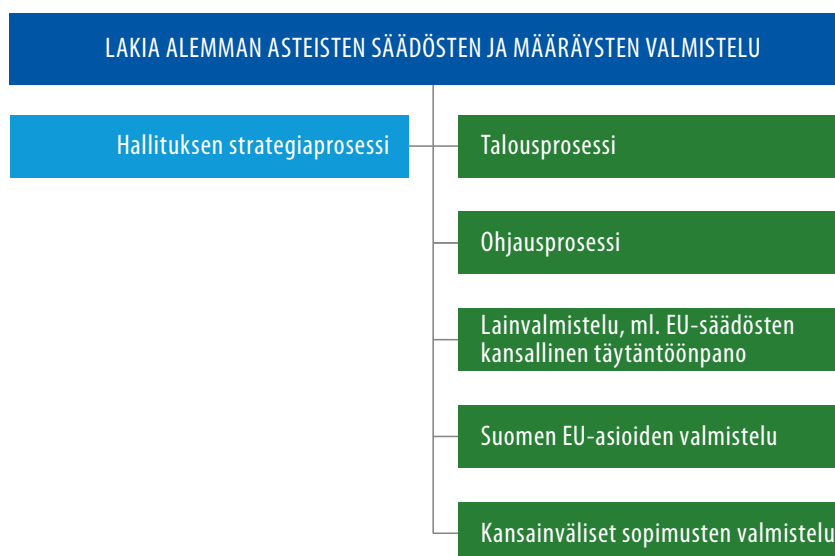 LAKIA ALEMMAN ASTEISTEN SÄÄDÖSTEN JA MÄÄRÄYSTEN VALMISTELU
Hallituksen strategiaprosessi
Talousprosessi
Ohjausprosessi
Lainvalmistelu, ml. EU-säädösten
kansallinen täytäntöönpano
Suomen EU-asioiden valmistelu
Kansainväliset sopimusten valmistelu